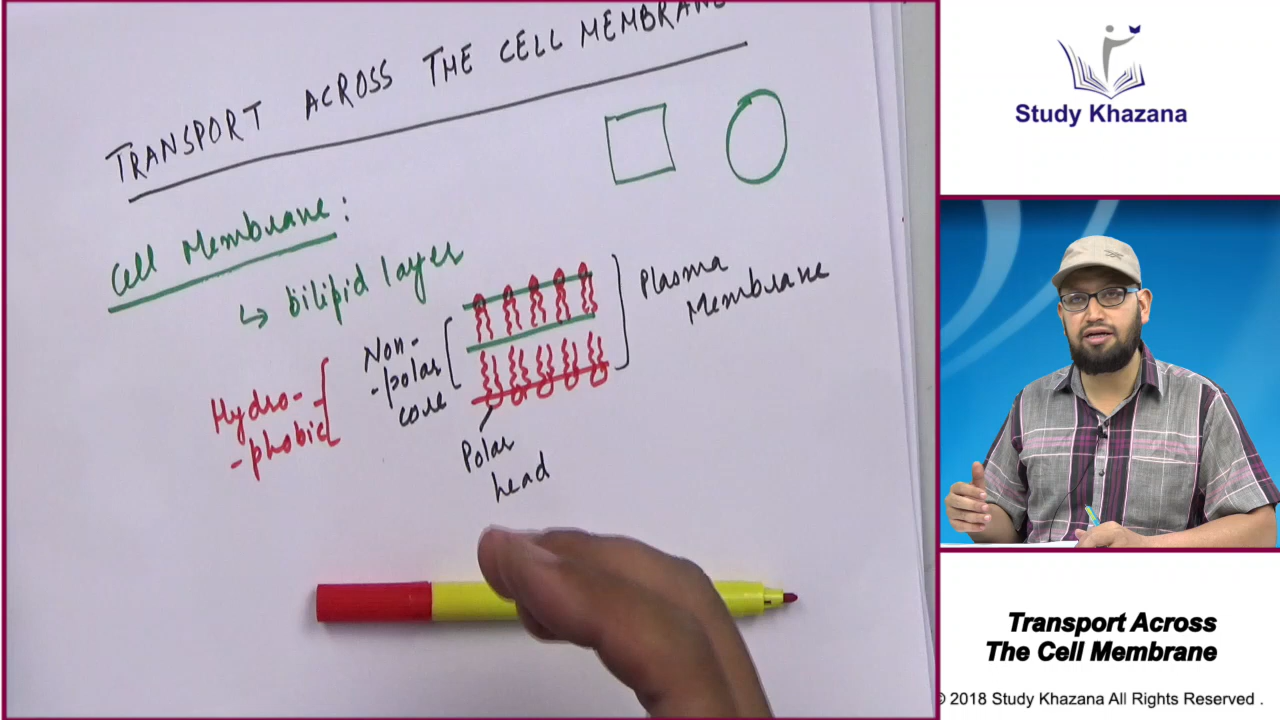 TRANSPORT ACROSS THE CELL MEMBRANE
Cell Membrane:
↳ bilipid layer
Plasma
Membrane
Non-
-polar
core
Hydro-
-phobic
Polar
head
Study Khazana
Transport Across
The Cell Membrane
© 2018 Study Khazana All Rights Reserved .